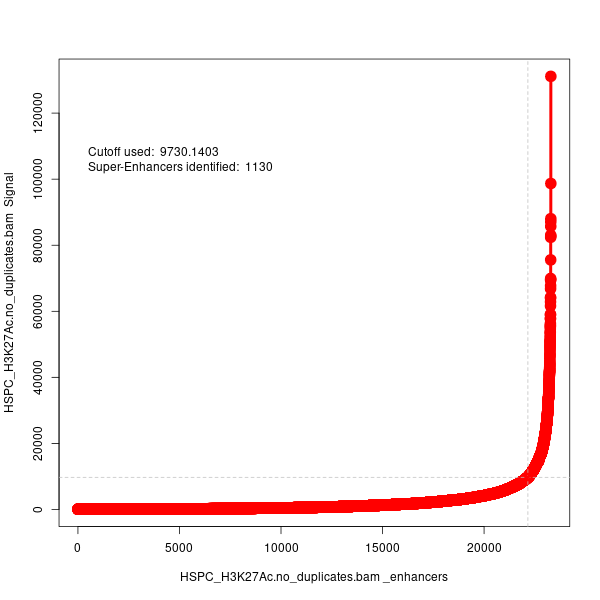 HSPC_H3K27Ac.no_duplicates.bam Signal
120000
100000
80000
60000
40000
20000
0
Cutoff used: 9730.1403
Super-Enhancers identified: 1130
0 5000 10000 15000 20000
HSPC_H3K27Ac.no_duplicates.bam _enhancers